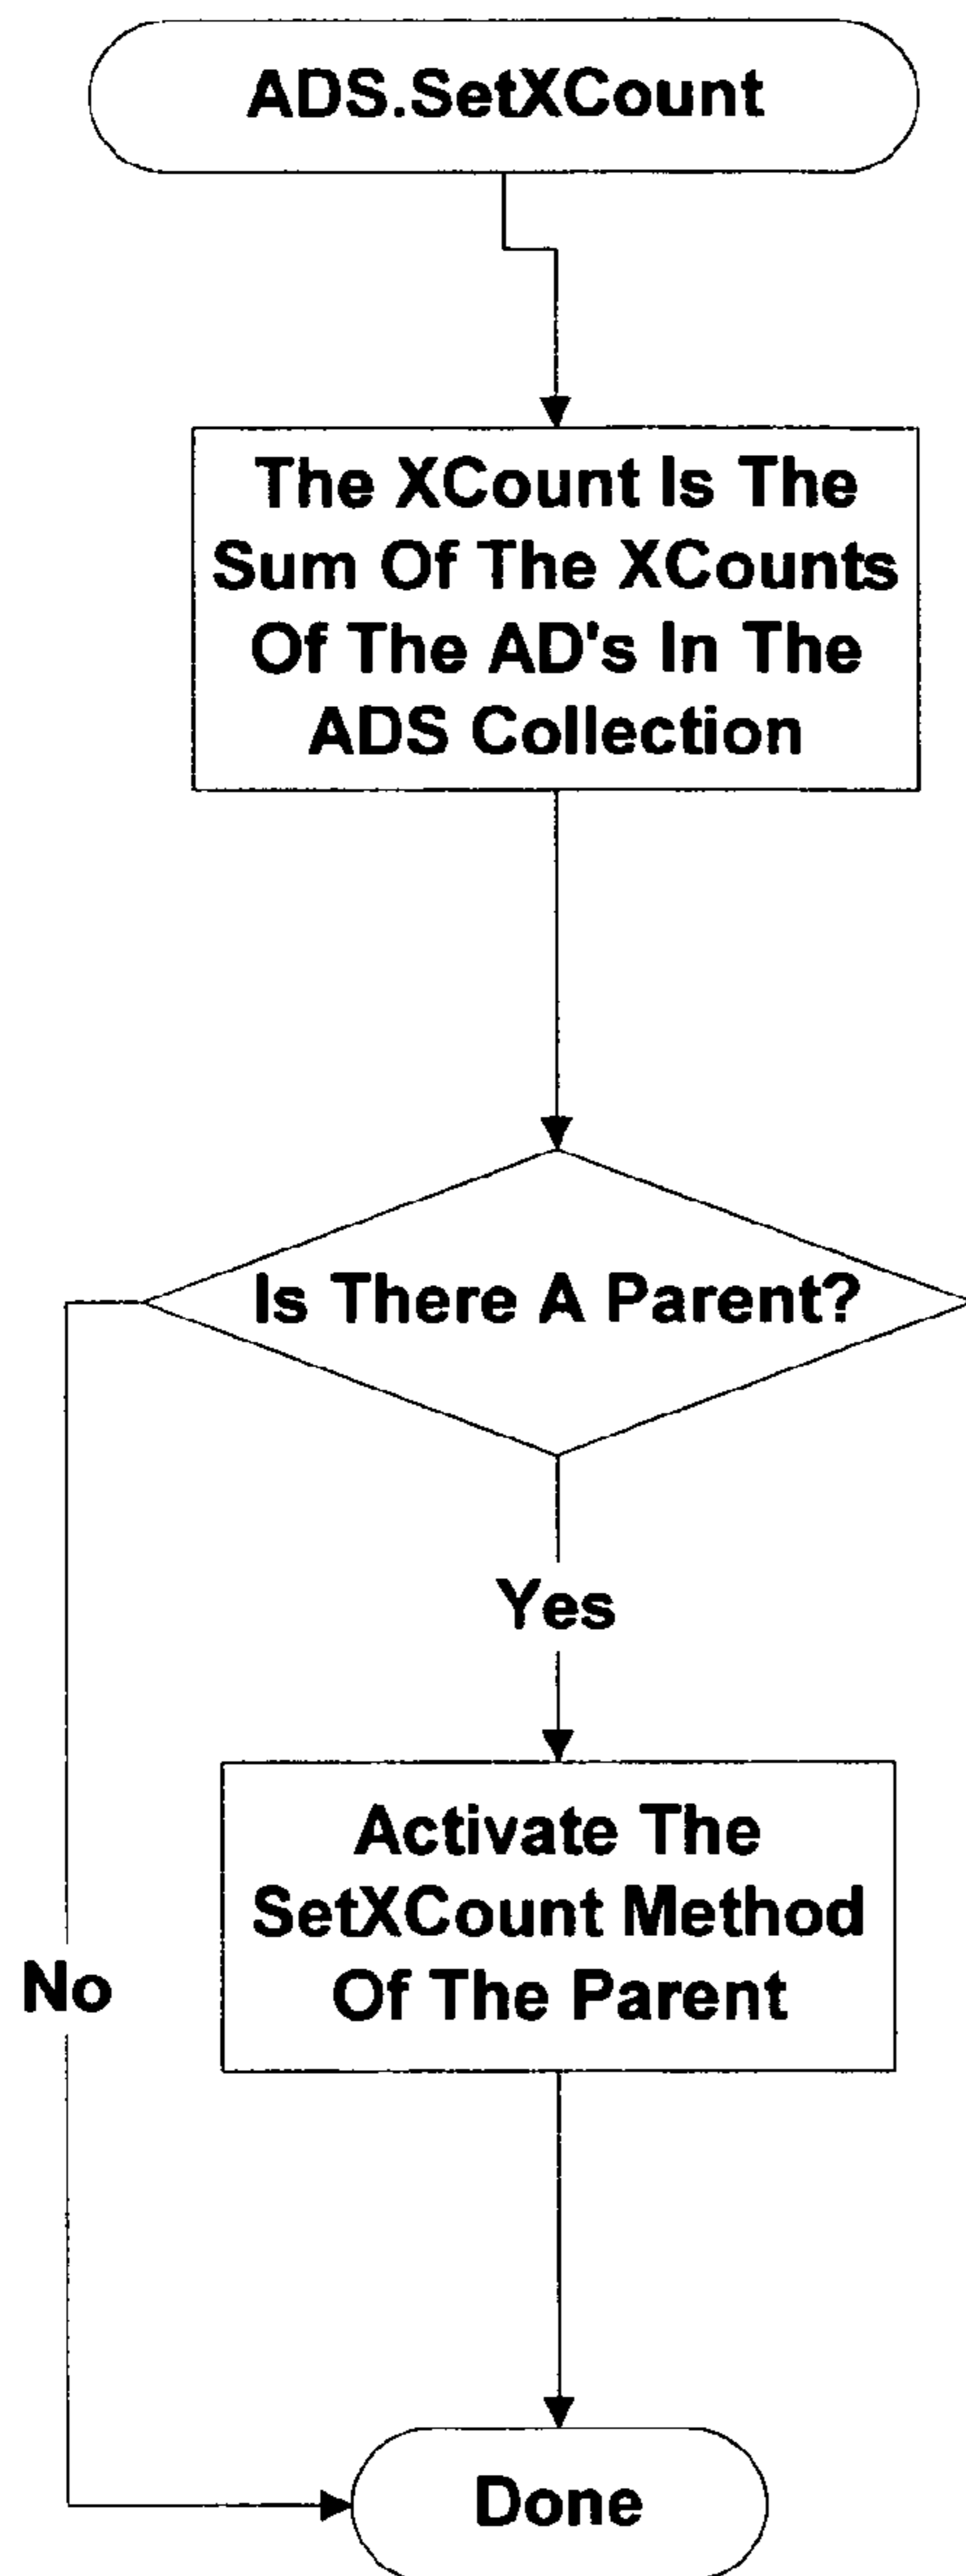 ADS.SetXCount
The XCount Is The
Sum Of The XCounts
Of The AD's In The
ADS Collection
Is There A Parent?
Yes
Activate The
SetXCount Method
Of The Parent
No
Done